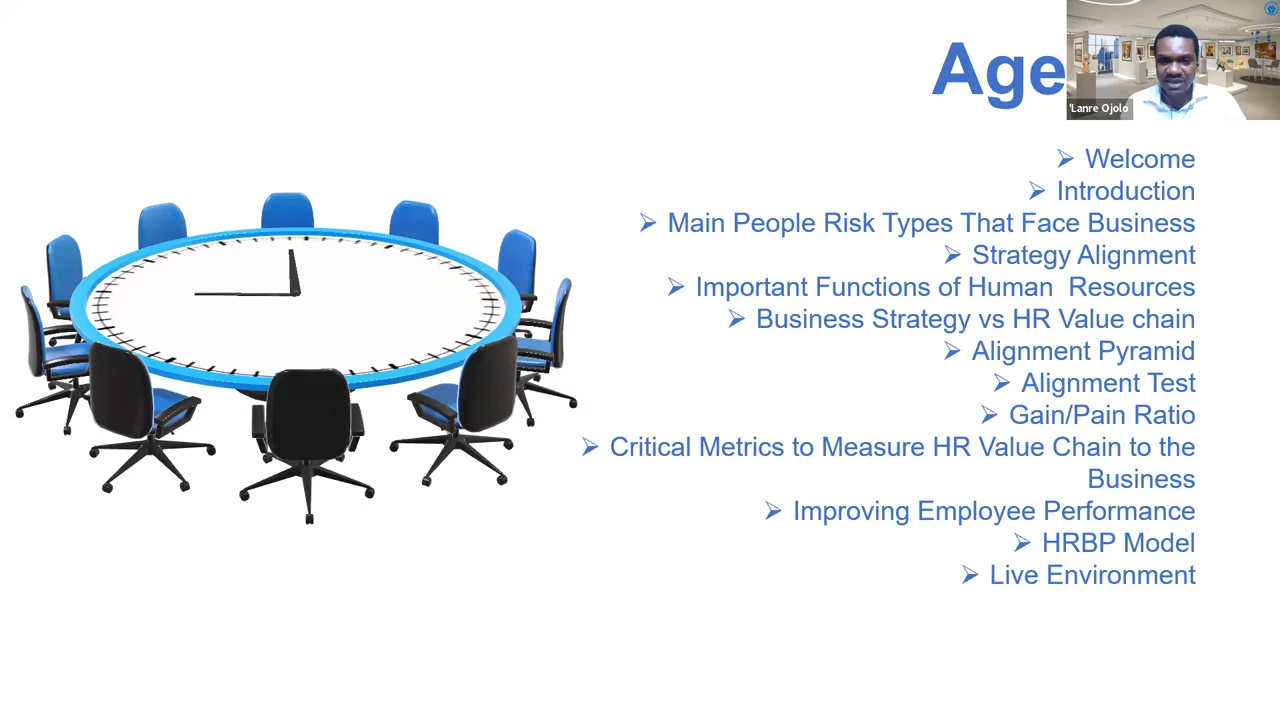 Age
'Lanre Ojolo
➢ Welcome
➢ Introduction
➢ Main People Risk Types That Face Business
➢ Strategy Alignment
➢ Important Functions of Human  Resources
➢ Business Strategy vs HR Value chain
➢ Alignment Pyramid
➢ Alignment Test
➢ Gain/Pain Ratio
➢ Critical Metrics to Measure HR Value Chain to the
Business
➢ Improving Employee Performance
➢ HRBP Model
➢ Live Environment